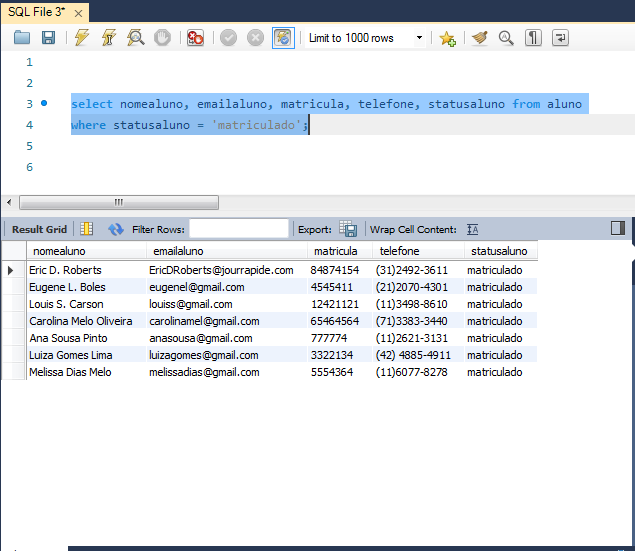 SQL File 3* ×
Limit to 1000 rows
1
2
3 select nomealuno, emailaluno, matricula, telefone, statusaluno from aluno
4 where statusaluno = 'matriculado';
5
6
Result Grid Filter Rows: Export: Wrap Cell Content:
nomealuno emailaluno matricula telefone statusaluno
Eric D. Roberts EricDRoberts@jourrapide.com 84874154 (31)2492-3611 matriculado
Eugene L. Boles eugenel@gmail.com 4545411 (21)2070-4301 matriculado
Louis S. Carson louiss@gmail.com 12421121 (11)3498-8610 matriculado
Carolina Melo Oliveira carolinamel@gmail.com 65464564 (71)3383-3440 matriculado
Ana Sousa Pinto anasousa@gmail.com 777774 (11)2621-3131 matriculado
Luiza Gomes Lima luizagomes@gmail.com 3322134 (42) 4885-4911 matriculado
Melissa Dias Melo melissadias@gmail.com 5554364 (11)6077-8278 matriculado